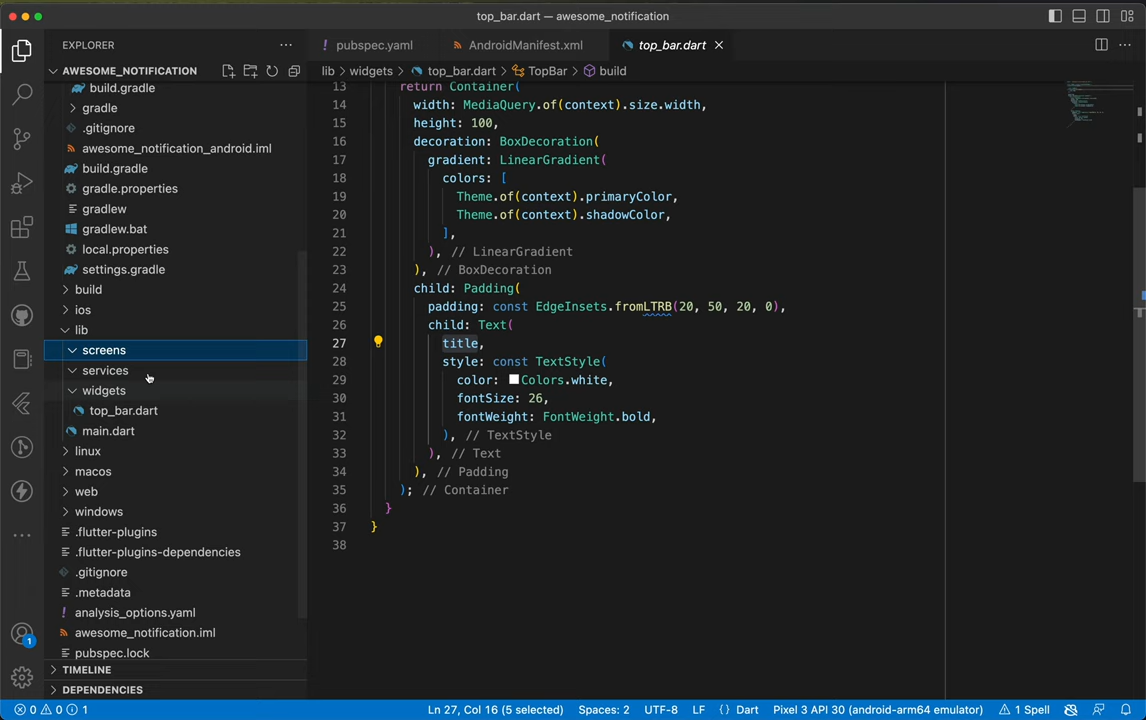 top_bar.dart — awesome_notification
EXPLORER
! pubspec.yaml
AndroidManifest.xml
top_bar.dart
AWESOME_NOTIFICATION
lib > widgets > top_bar.dart > TopBar > build
build.gradle
gradle
.gitignore
awesome_notification_android.iml
build.gradle
gradle.properties
gradlew
gradlew.bat
local.properties
settings.gradle
build
ios
lib
screens
services
widgets
top_bar.dart
main.dart
linux
macos
web
windows
.flutter-plugins
.flutter-plugins-dependencies
.gitignore
.metadata
! analysis_options.yaml
awesome_notification.iml
pubspec.lock
TIMELINE
DEPENDENCIES
13 return Container(
14 width: MediaQuery.of(context).size.width,
15 height: 100,
16 decoration: BoxDecoration(
17 gradient: LinearGradient(
18 colors: [
19 Theme.of(context).primaryColor,
20 Theme.of(context).shadowColor,
21 ],
22 ), // LinearGradient
23 ), // BoxDecoration
24 child: Padding(
25 padding: const EdgeInsets.fromLTRB(20, 50, 20, 0),
26 child: Text(
27 title,
28 style: const TextStyle(
29 color: Colors.white,
30 fontSize: 26,
31 fontWeight: FontWeight.bold,
32 ), // TextStyle
33 ), // Text
34 ), // Padding
35 ); // Container
36 }
37 }
38
1
0 0 1
Ln 27, Col 16 (5 selected)
Spaces: 2
UTF-8
LF
{} Dart
Pixel 3 API 30 (android-arm64 emulator)
1 Spell